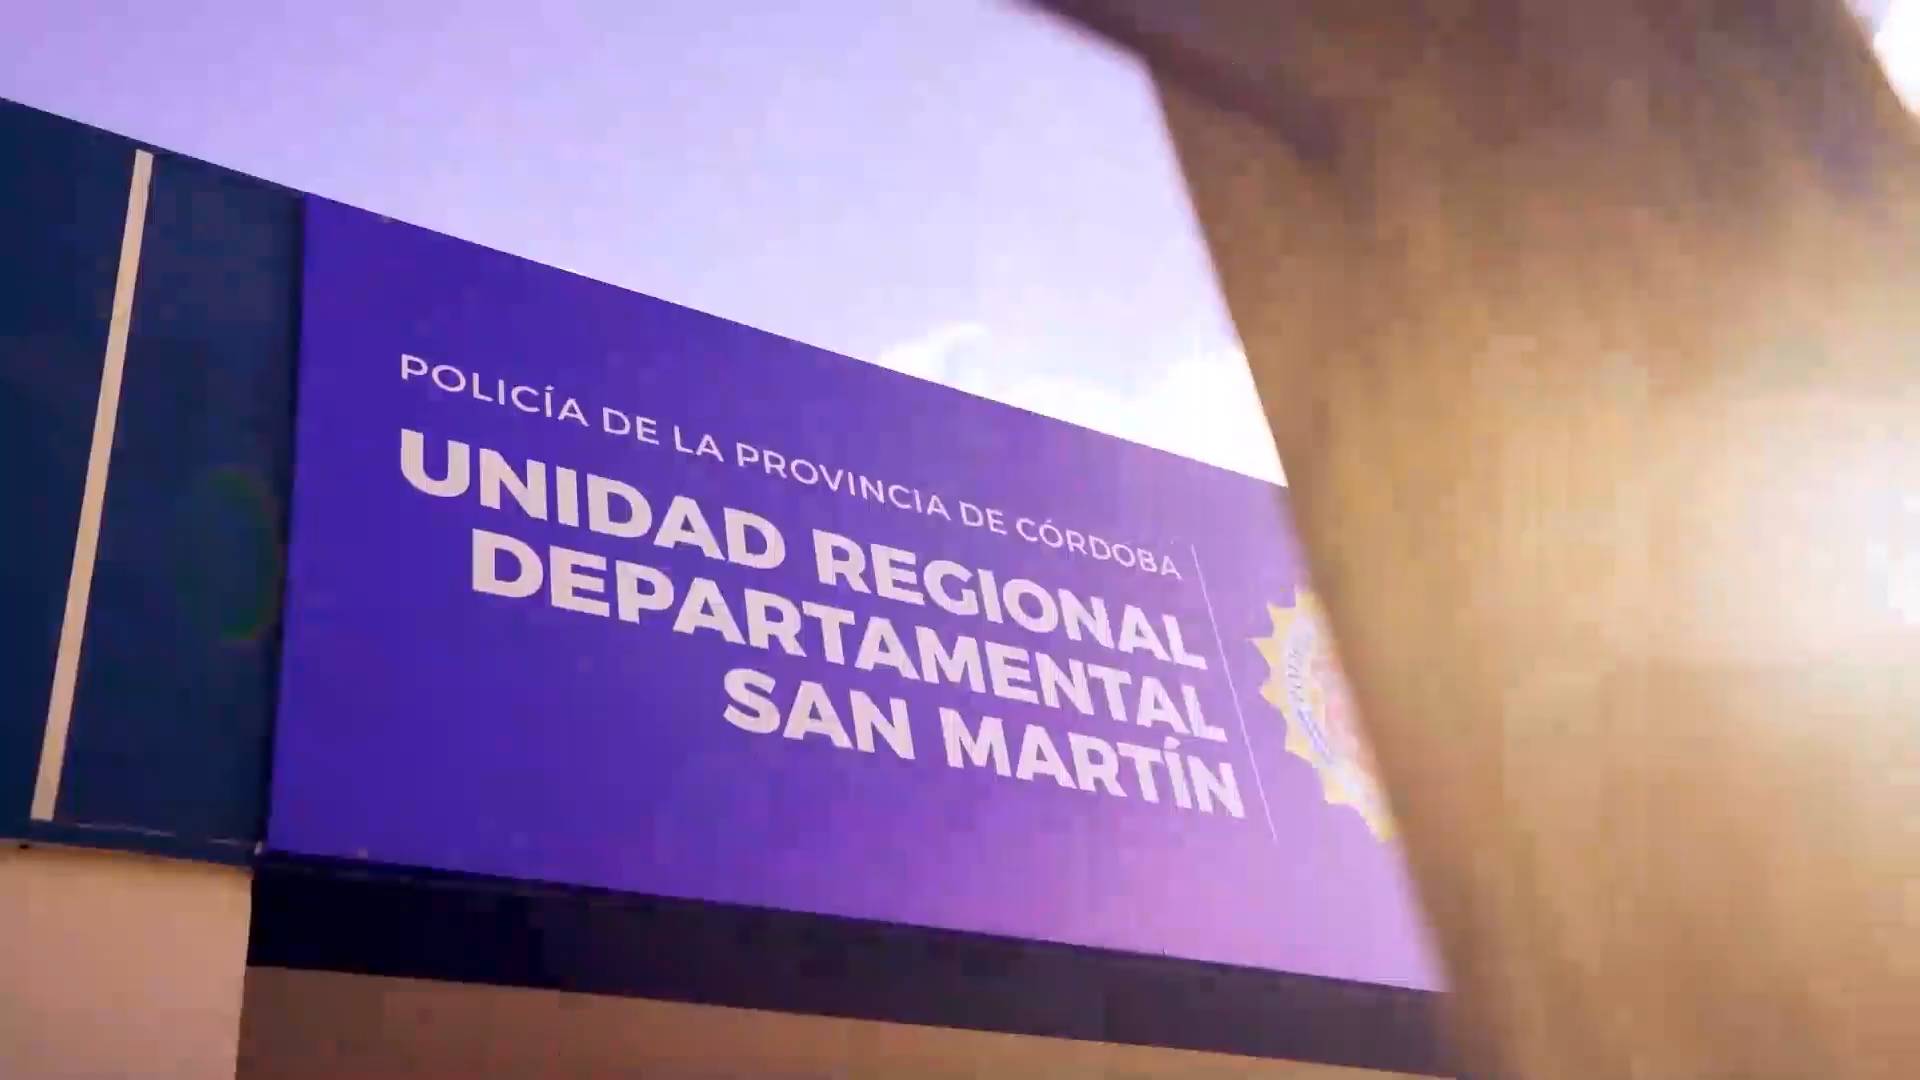 POLICÍA DE LA PROVINCIA DE CÓRDOBA
UNIDAD REGIONAL
DEPARTAMENTAL
SAN MARTÍN